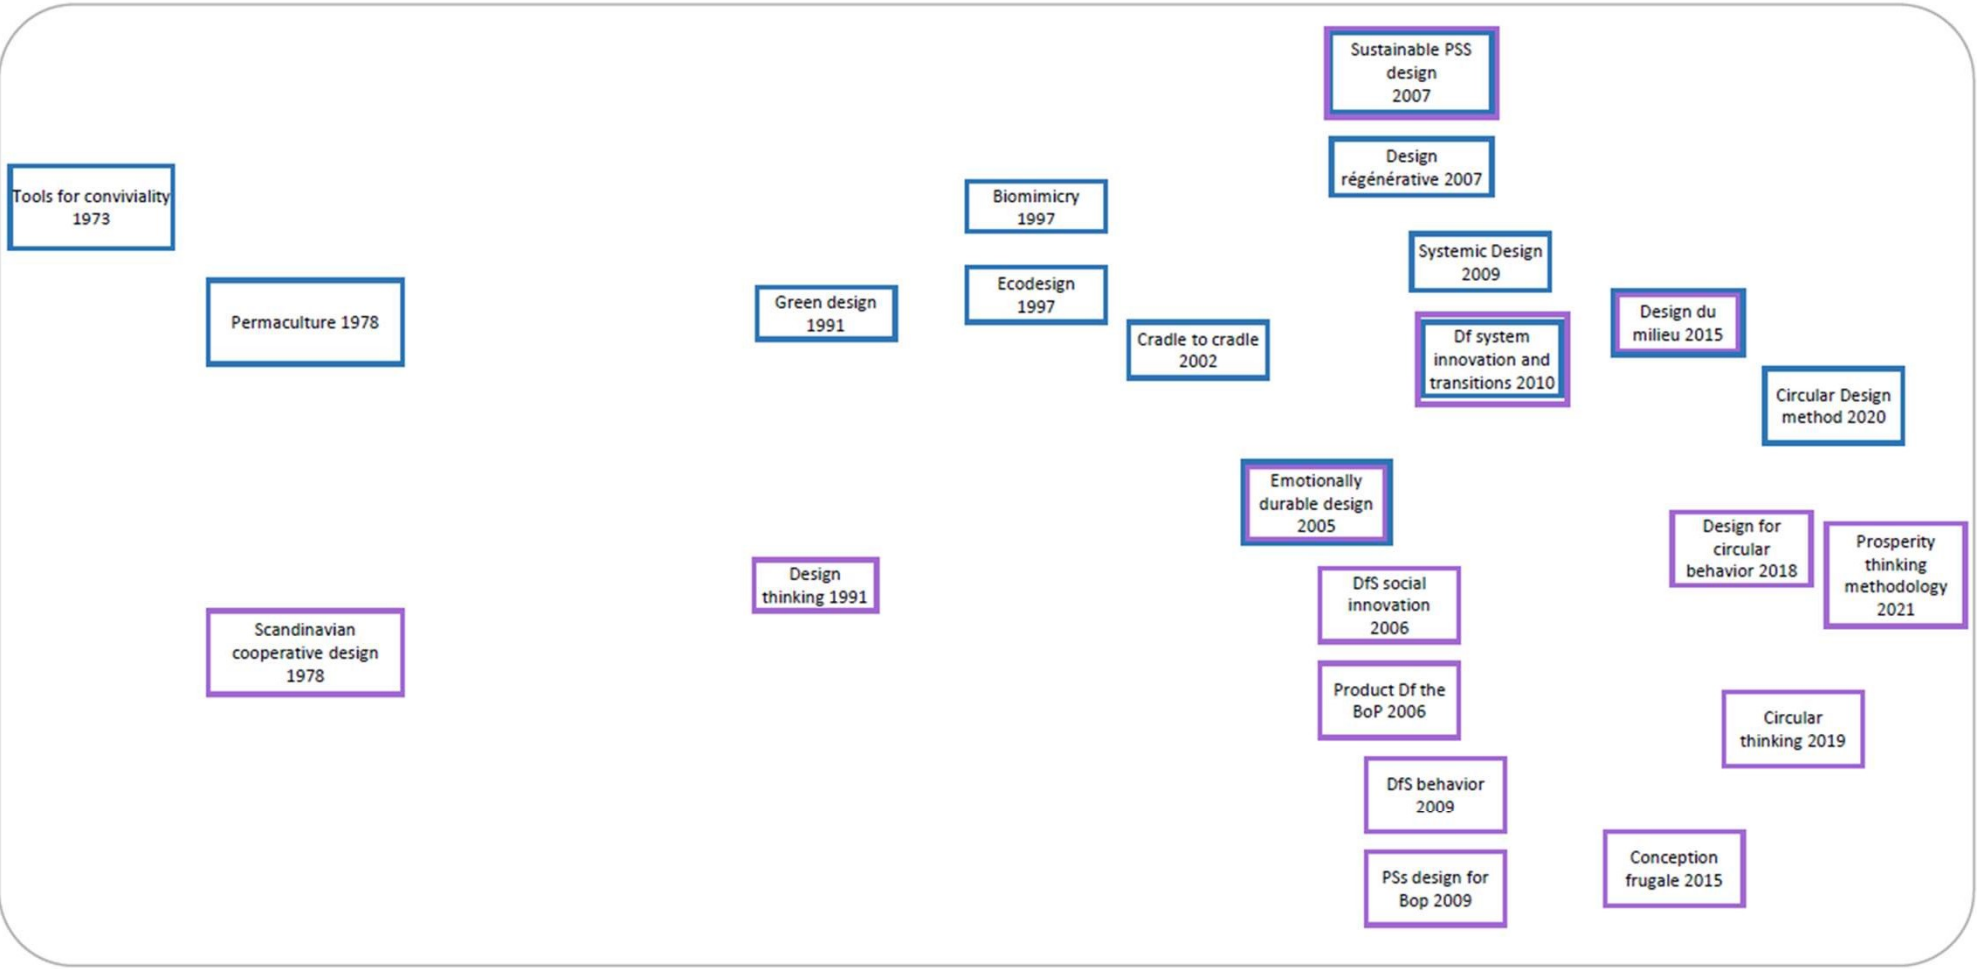 Sustainable PSS
design
2007
Design
régénérative 2007
Tools for conviviality
1973
Biomimicry
1997
Systemic Design
2009
Permaculture 1978
Green design
1991
Ecodesign
1997
Cradle to cradle
2002
Df system
innovation and
transitions 2010
Design du
milieu 2015
Circular Design
method 2020
Emotionally
durable design
2005
Design for
circular
behavior 2018
Prosperity
thinking
methodology
2021
Design
thinking 1991
DfS social
innovation
2006
Scandinavian
cooperative design
1978
Product Df the
BoP 2006
Circular
thinking 2019
DfS behavior
2009
PSs design for
Bop 2009
Conception
frugale 2015